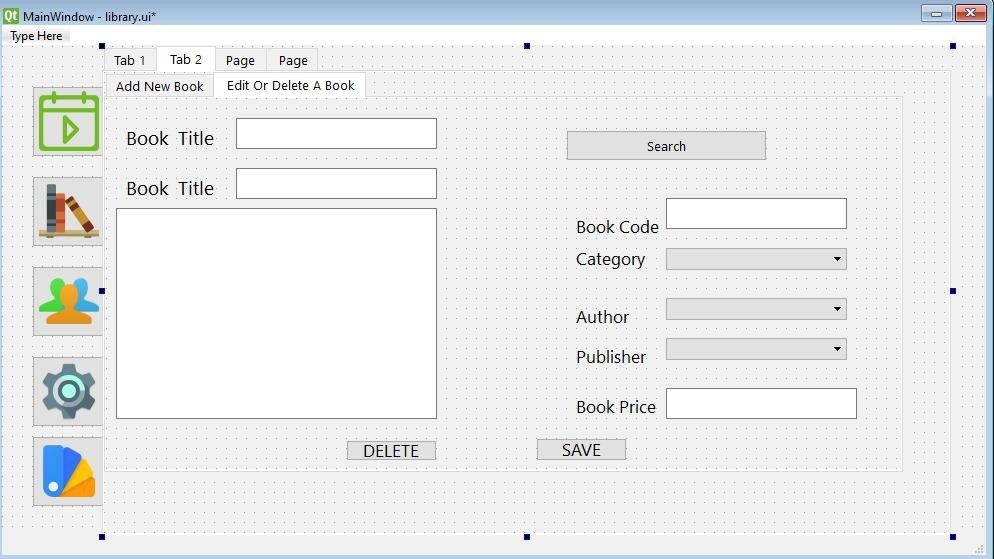 Qt MainWindow - library.ui*
Type Here
Tab 1 Tab 2 Page Page
Add New Book Edit Or Delete A Book
Book Title
Search
Book Title
Book Code
Category
Author
Publisher
Book Price
DELETE SAVE